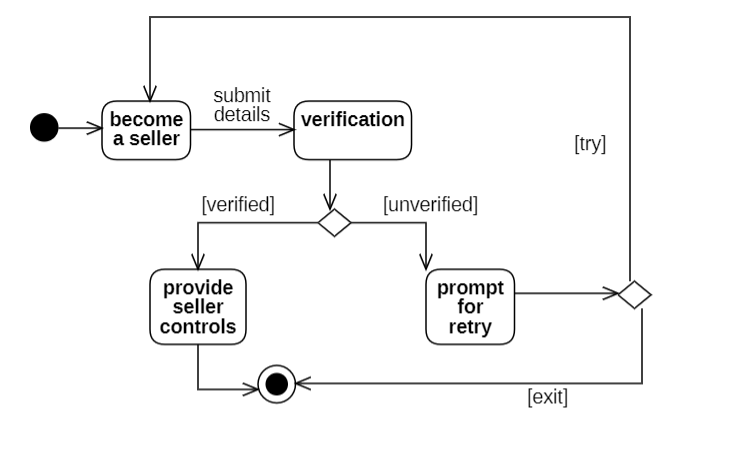 submit
details
become
a seller
verification
[try]
[verified]
[unverified]
provide
seller
controls
prompt
for
retry
[exit]